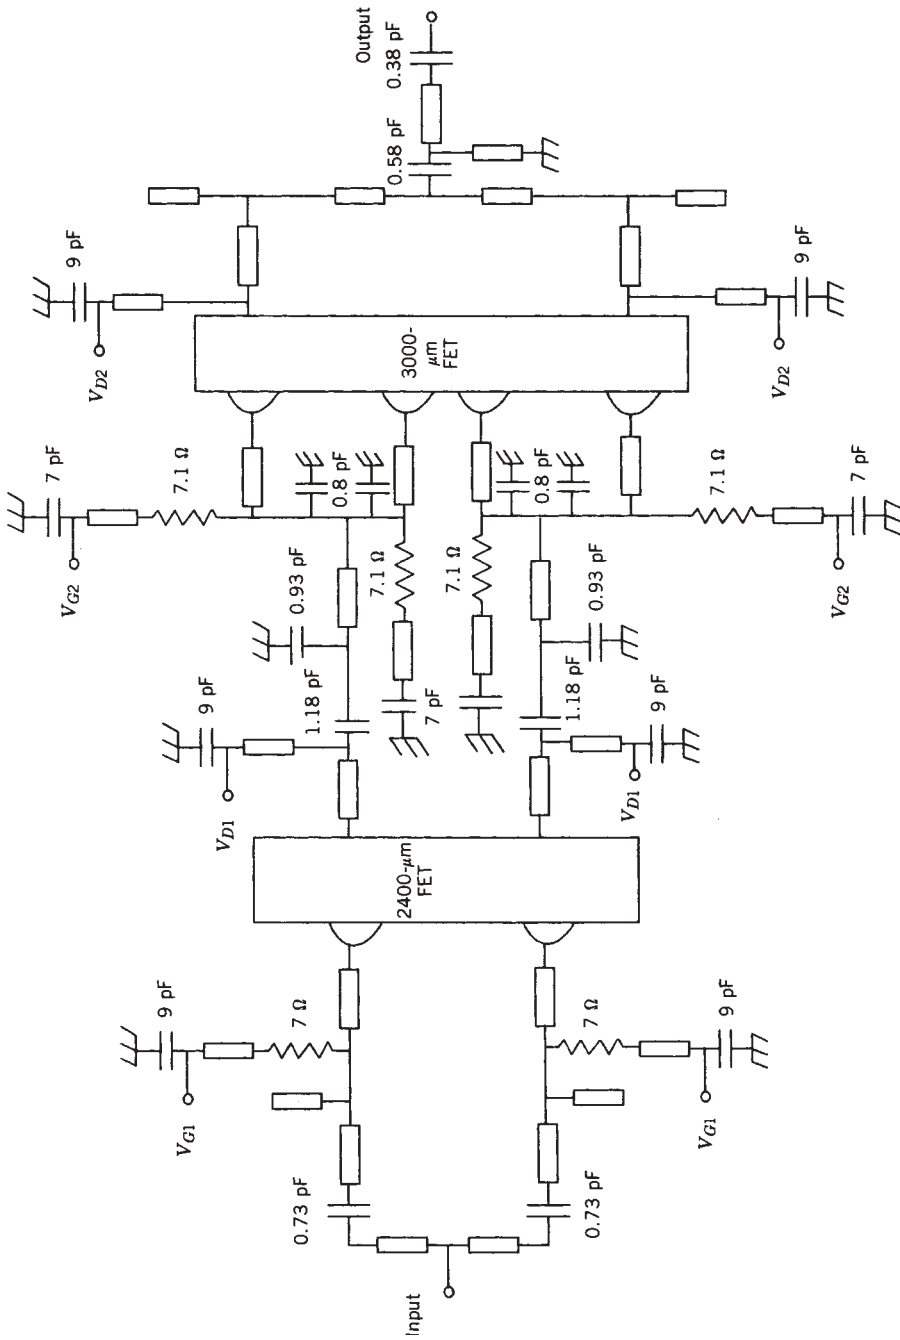 Input
0.73 pF
0.73 pF
V_G1
9 pF
7 Ω
7 Ω
9 pF
V_G1
2400-μm
FET
V_D1
9 pF
1.18 pF
0.93 pF
7 pF
1.18 pF
0.93 pF
9 pF
V_D1
V_G2
7 pF
7.1 Ω
7.1 Ω
7.1 Ω
0.8 pF
0.8 pF
7.1 Ω
7 pF
V_G2
3000-
μm
FET
V_D2
9 pF
9 pF
V_D2
0.58 pF
0.38 pF
Output